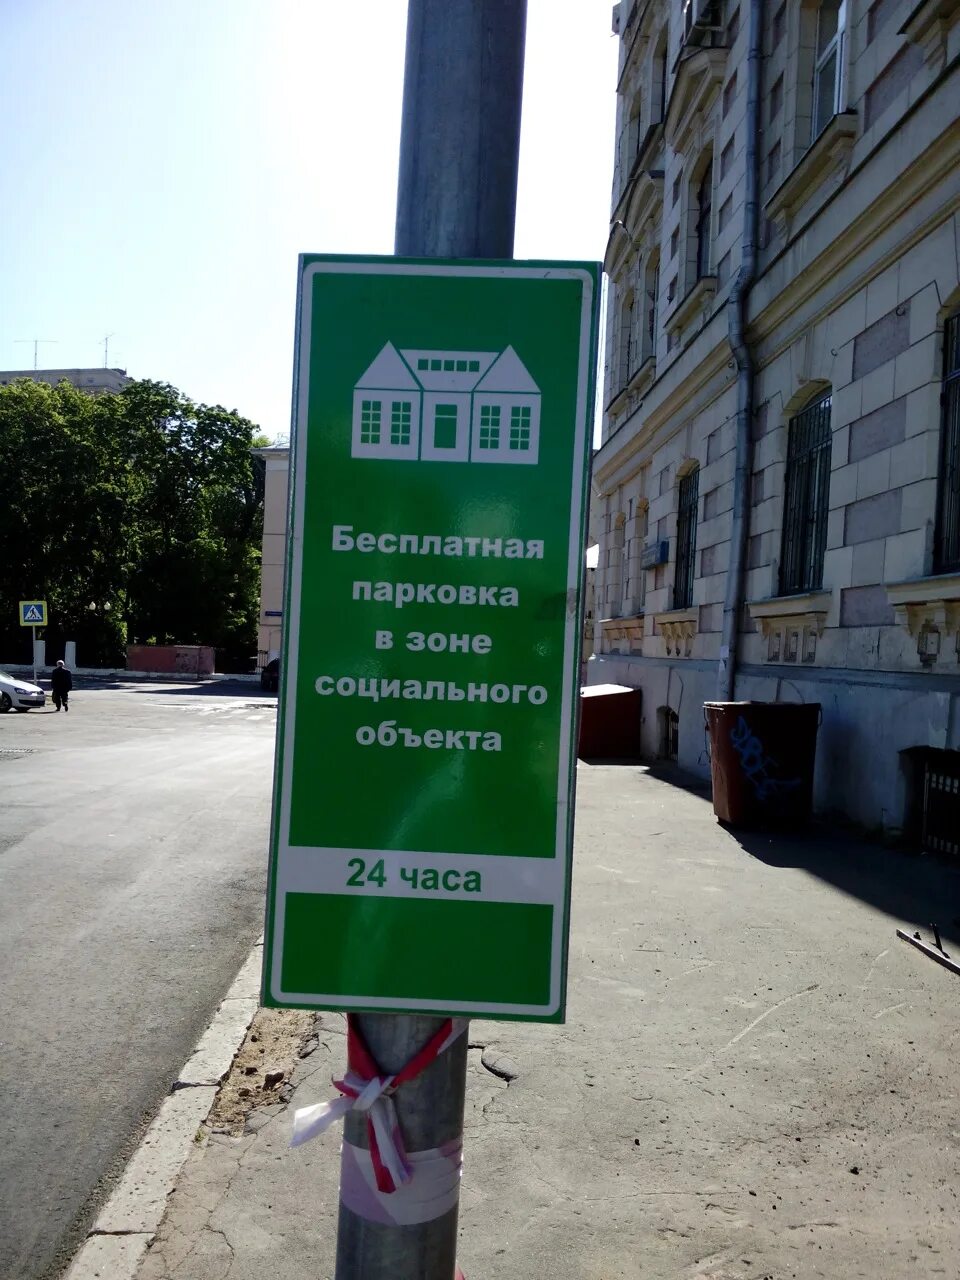 Бесплатная
парковка
в зоне
социального
объекта
24 часа